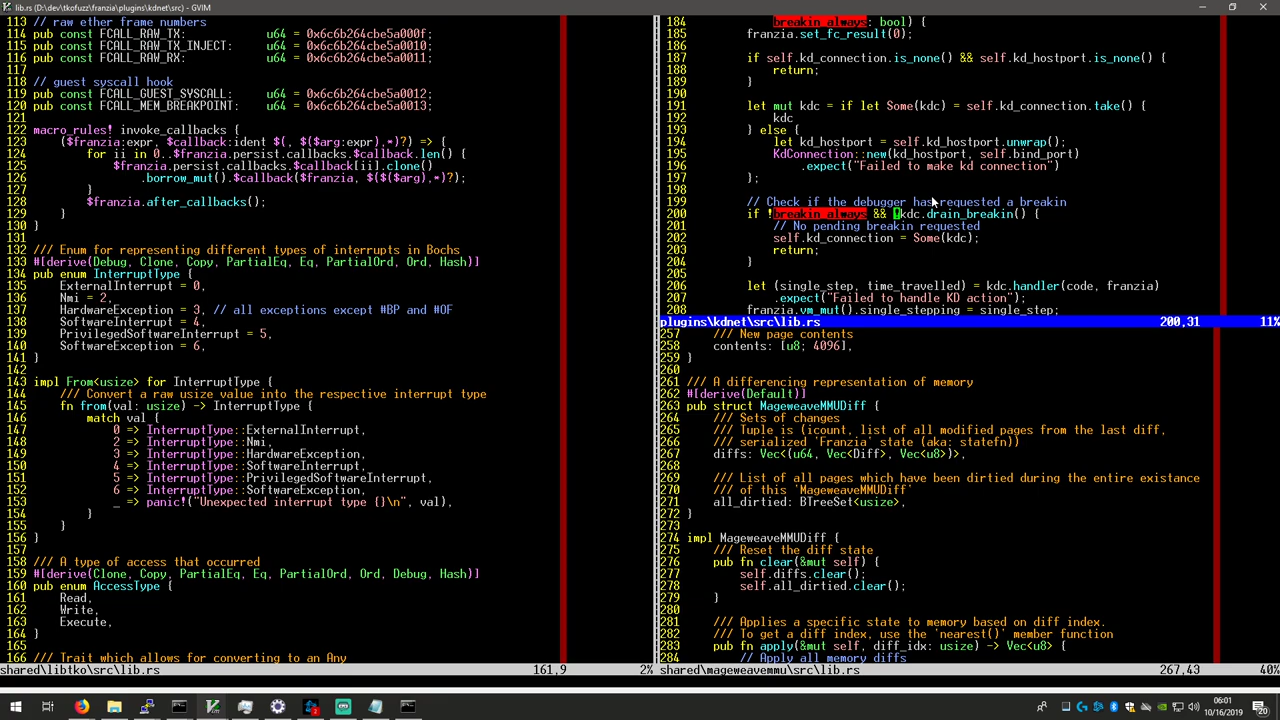 lib.rs (D:\dev\tkofuzz\franzia\plugins\kdnet\src) - GVIM
113 // raw ether frame numbers
114 pub const FCALL_RAW_TX:        u64 = 0x6c6b264cbe5a000f;
115 pub const FCALL_RAW_TX_INJECT: u64 = 0x6c6b264cbe5a0010;
116 pub const FCALL_RAW_RX:        u64 = 0x6c6b264cbe5a0011;
117
118 // guest syscall hook
119 pub const FCALL_GUEST_SYSCALL:     u64 = 0x6c6b264cbe5a0012;
120 pub const FCALL_MEM_BREAKPOINT:    u64 = 0x6c6b264cbe5a0013;
121
122 macro_rules! invoke_callbacks {
123     ($franzia:expr, $callback:ident $(, $($arg:expr),*)?) => {
124         for ii in 0..$franzia.persist.callbacks.$callback.len() {
125             $franzia.persist.callbacks.$callback[ii].clone()
126                 .borrow_mut().$callback($franzia, $($($arg),*)?);
127         }
128         $franzia.after_callbacks();
129     }
130 }
131
132 /// Enum for representing different types of interrupts in Bochs
133 #[derive(Debug, Clone, Copy, PartialEq, Eq, PartialOrd, Ord, Hash)]
134 pub enum InterruptType {
135     ExternalInterrupt = 0,
136     Nmi = 2,
137     HardwareException = 3, // all exceptions except #BP and #OF
138     SoftwareInterrupt = 4,
139     PrivilegedSoftwareInterrupt = 5,
140     SoftwareException = 6,
141 }
142
143 impl From<usize> for InterruptType {
144     /// Convert a raw usize value into the respective interrupt type
145     fn from(val: usize) -> InterruptType {
146         match val {
147             0 => InterruptType::ExternalInterrupt,
148             2 => InterruptType::Nmi,
149             3 => InterruptType::HardwareException,
150             4 => InterruptType::SoftwareInterrupt,
151             5 => InterruptType::PrivilegedSoftwareInterrupt,
152             6 => InterruptType::SoftwareException,
153             _ => panic!("Unexpected interrupt type {}\n", val),
154         }
155     }
156 }
157
158 /// A type of access that occurred
159 #[derive(Clone, Copy, PartialEq, Eq, PartialOrd, Ord, Debug, Hash)]
160 pub enum AccessType {
161     Read,
162     Write,
163     Execute,
164 }
165
166 /// Trait which allows for converting to an Any
shared\libtko\src\lib.rs 161,9 2%
184             breakin_always: bool) {
185         franzia.set_fc_result(0);
186
187         if self.kd_connection.is_none() && self.kd_hostport.is_none() {
188             return;
189         }
190
191         let mut kdc = if let Some(kdc) = self.kd_connection.take() {
192             kdc
193         } else {
194             let kd_hostport = self.kd_hostport.unwrap();
195             KdConnection::new(kd_hostport, self.bind_port)
196                 .expect("Failed to make kd connection")
197         };
198
199         // Check if the debugger has requested a breakin
200         if !breakin_always && !kdc.drain_breakin() {
201             // No pending breakin requested
202             self.kd_connection = Some(kdc);
203             return;
204         }
205
206         let (single_step, time_travelled) = kdc.handler(code, franzia)
207             .expect("Failed to handle KD action");
208         franzia.vm_mut().single_stepping = single_step;
plugins\kdnet\src\lib.rs 200,31 11%
257     /// New page contents
258     contents: [u8; 4096],
259 }
260
261 /// A differencing representation of memory
262 #[derive(Default)]
263 pub struct MageweaveMMUDiff {
264     /// Sets of changes
265     /// Tuple is (icount, list of all modified pages from the last diff,
266     /// serialized 'Franzia' state (aka: statefn))
267     diffs: Vec<(u64, Vec<Diff>, Vec<u8>)>,
268
269     /// List of all pages which have been dirtied during the entire existance
270     /// of this 'MageweaveMMUDiff'
271     all_dirtied: BTreeSet<usize>,
272 }
273
274 impl MageweaveMMUDiff {
275     /// Reset the diff state
276     pub fn clear(&mut self) {
277         self.diffs.clear();
278         self.all_dirtied.clear();
279     }
280
281     /// Applies a specific state to memory based on diff index.
282     /// To get a diff index, use the 'nearest()' member function
283     pub fn apply(&mut self, diff_idx: usize) -> Vec<u8> {
284         // Apply all memory diffs
shared\mageweavemmu\src\lib.rs 267,43 40%
06:01
10/16/2019
20